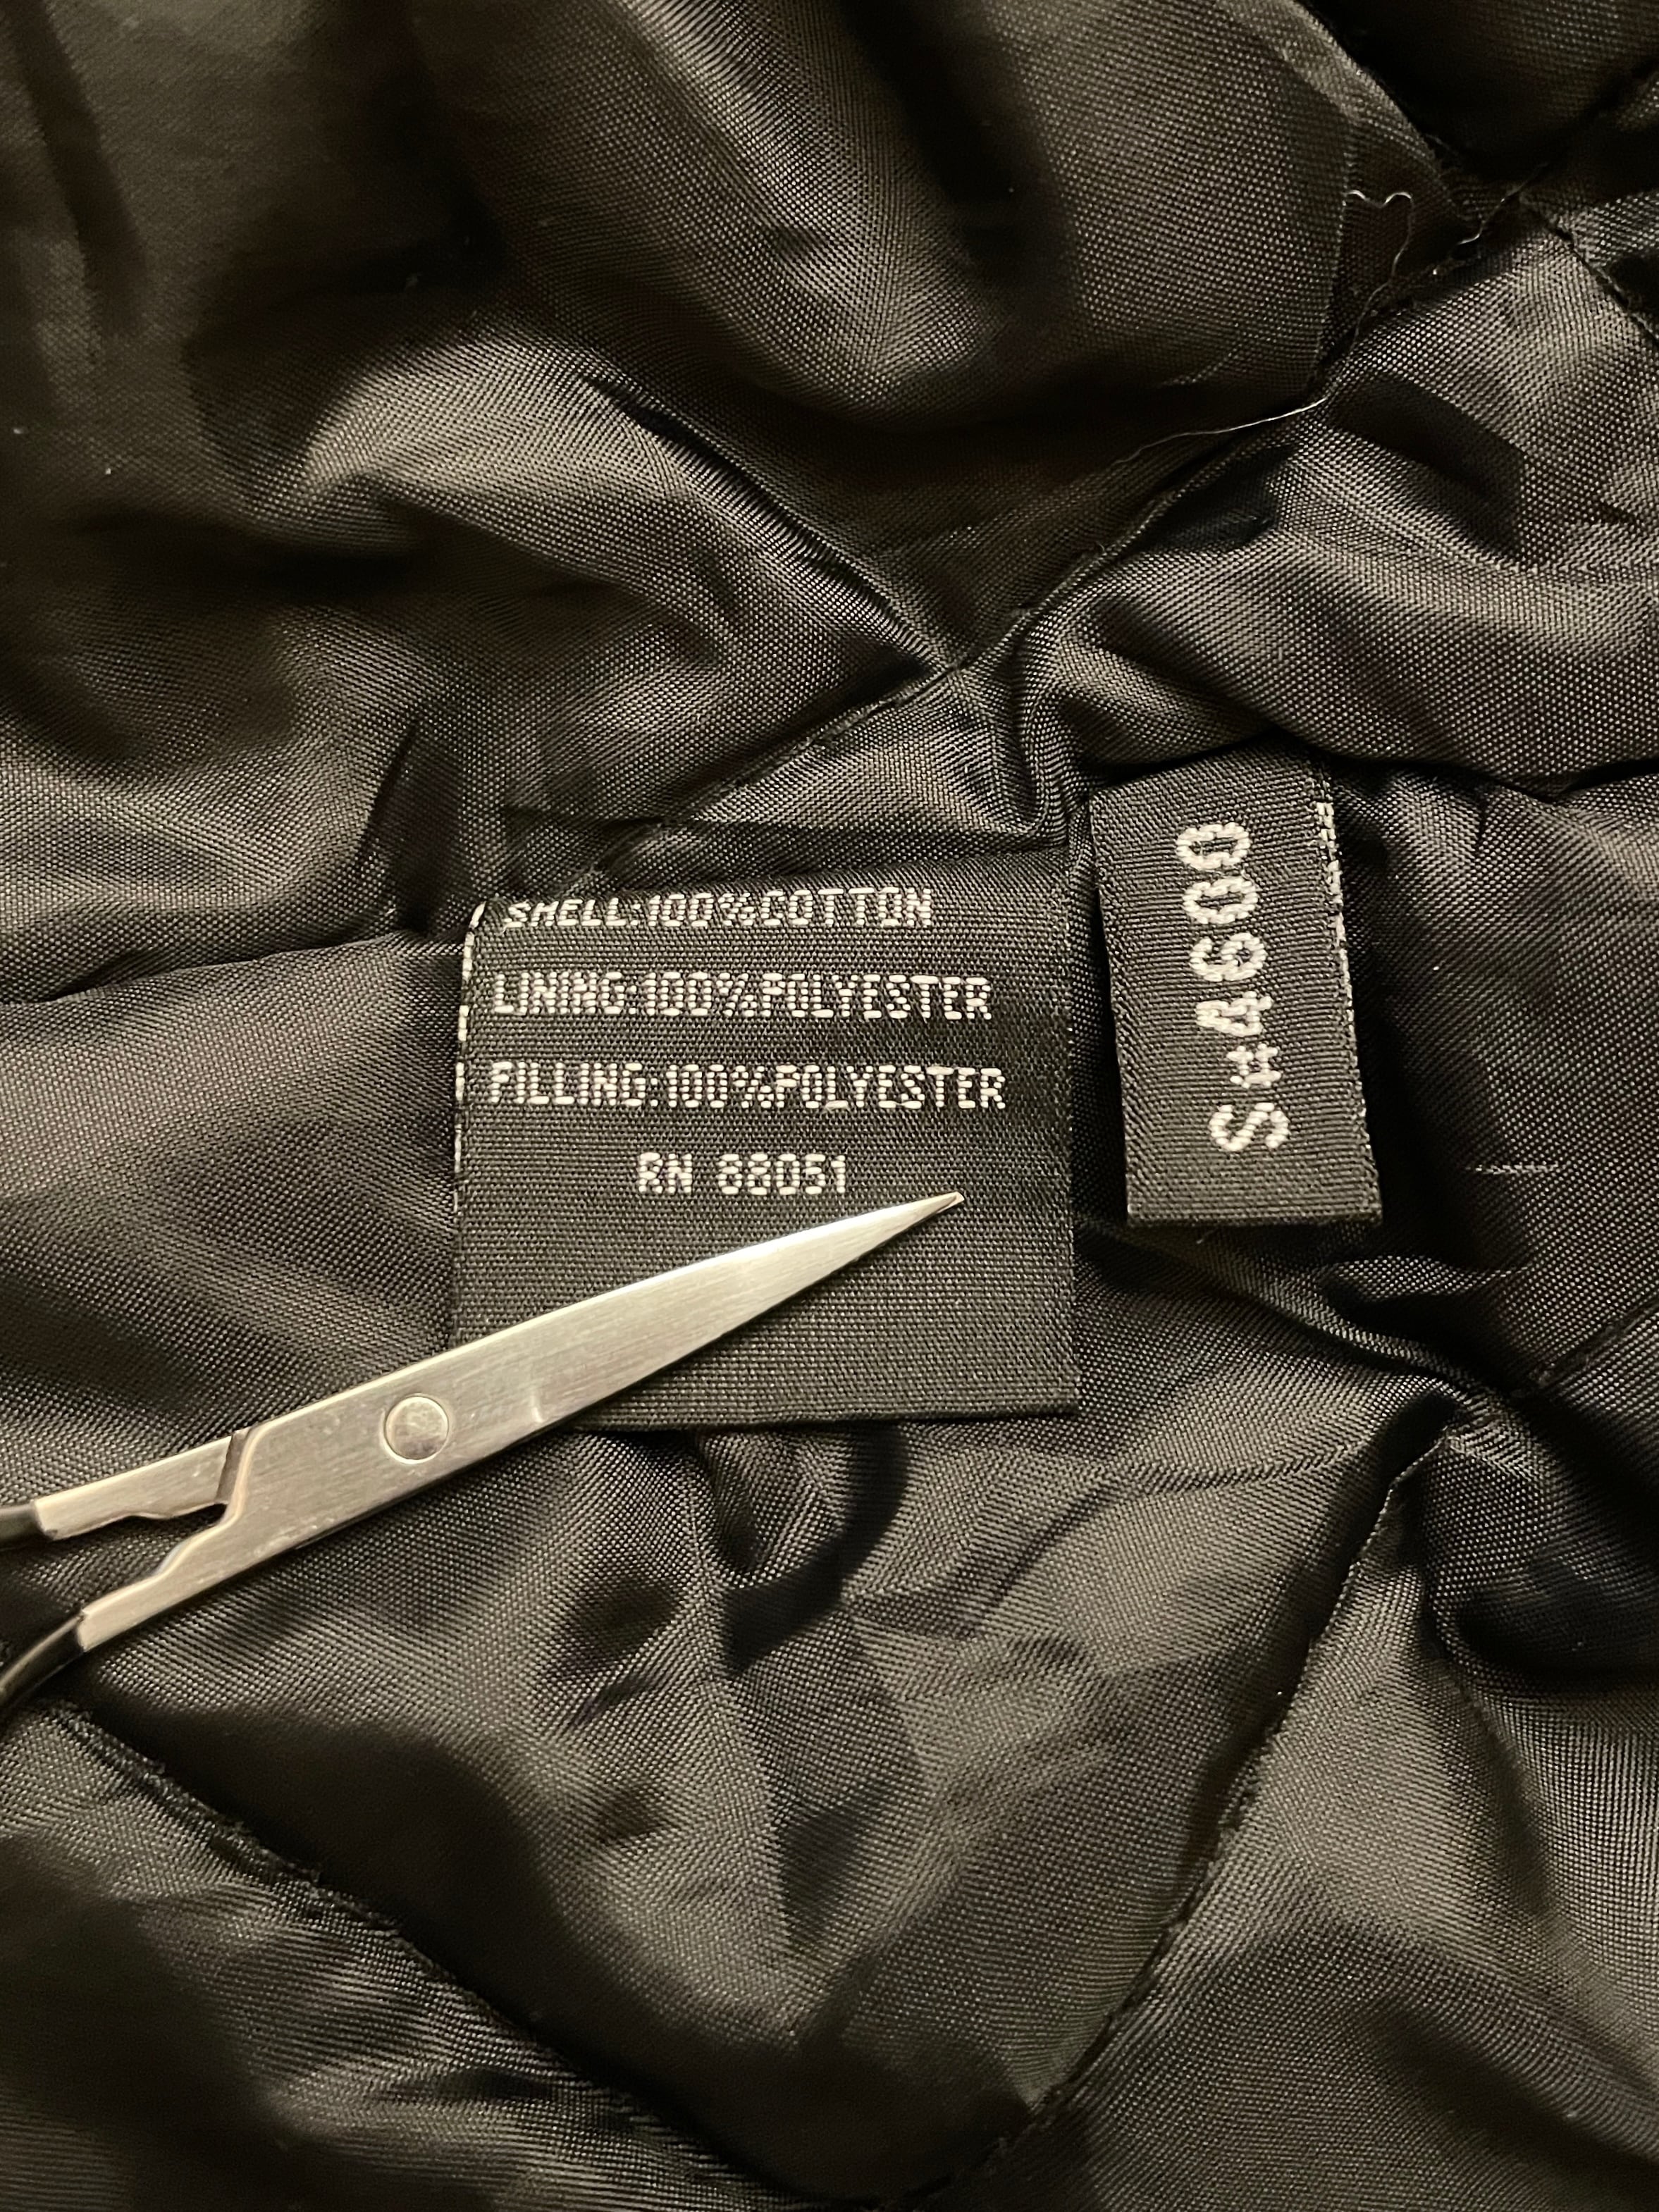 SHELL:100%COTTON
LINING:100%POLYESTER
FILLING:100%POLYESTER
RN 88051
S#4600